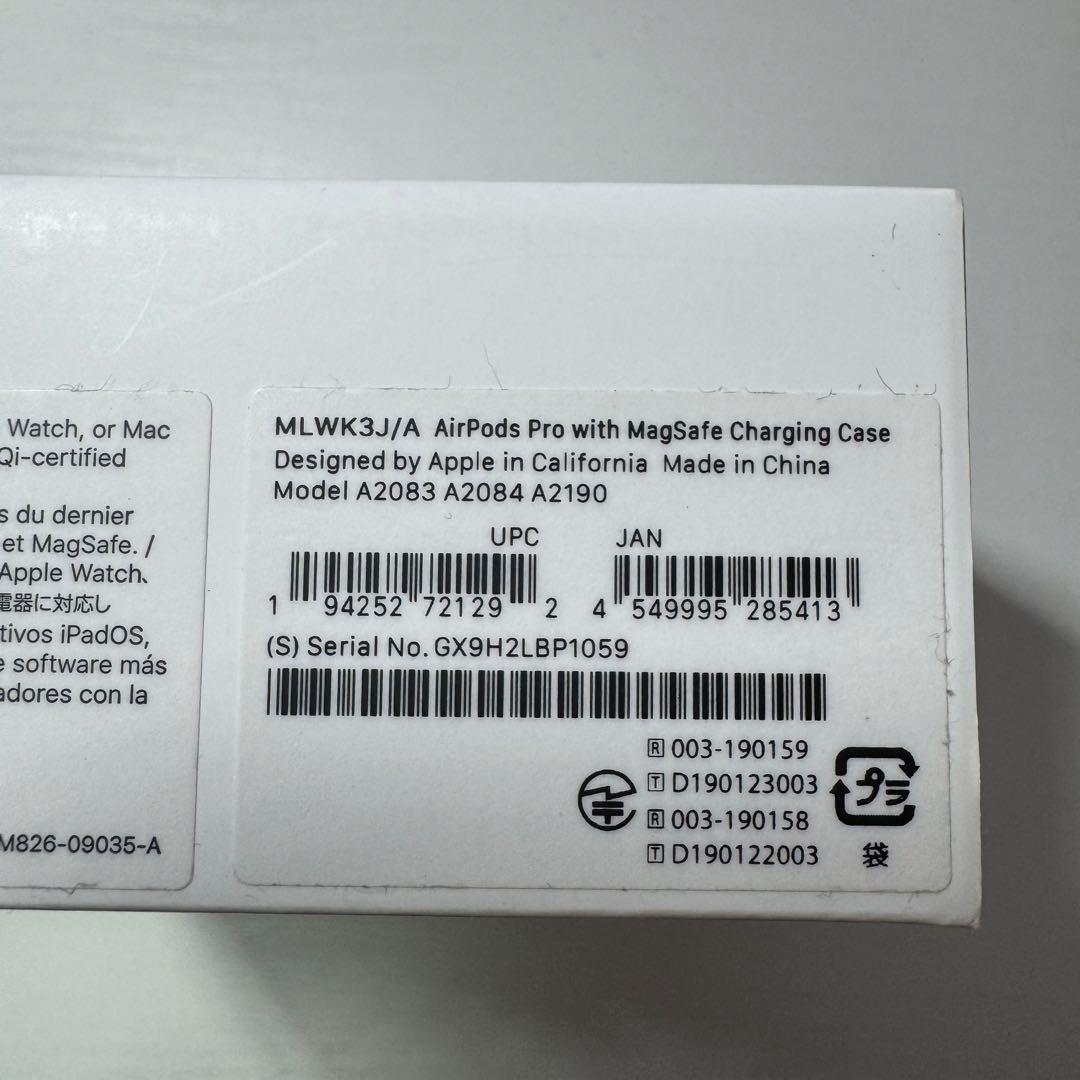 Watch, or Mac
Qi-certified
s du dernier
et MagSafe. /
Apple Watch、
電器に対応し
tivos iPadOS,
e software más
adores con la
M826-09035-A
MLWK3J/A AirPods Pro with MagSafe Charging Case
Designed by Apple in California Made in China
Model A2083 A2084 A2190
UPC
JAN
1 94252 72129 2
4 549995 285413
(S) Serial No. GX9H2LBP1059
R 003-190159
T D190123003
R 003-190158
T D190122003
プラ
袋